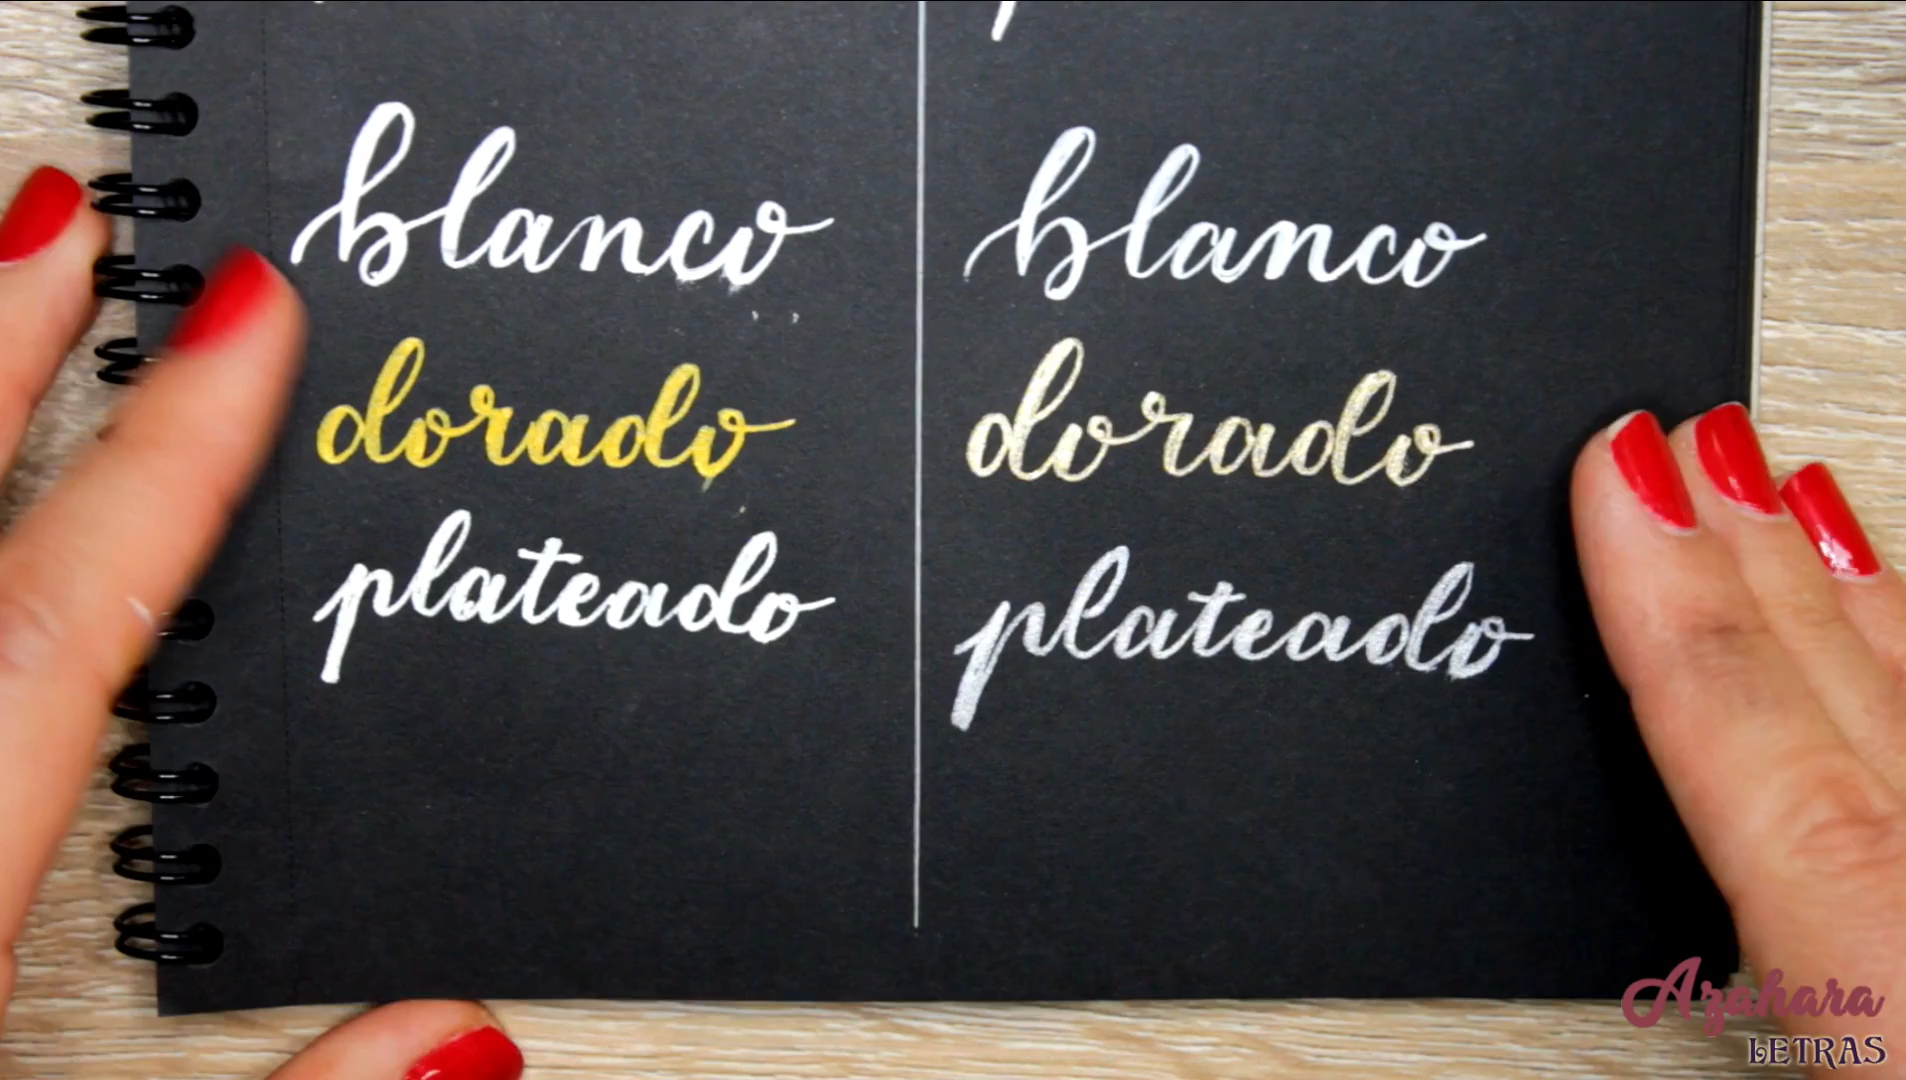 blanco
dorado
plateado
blanco
dorado
plateado
Azahara
LETRAS